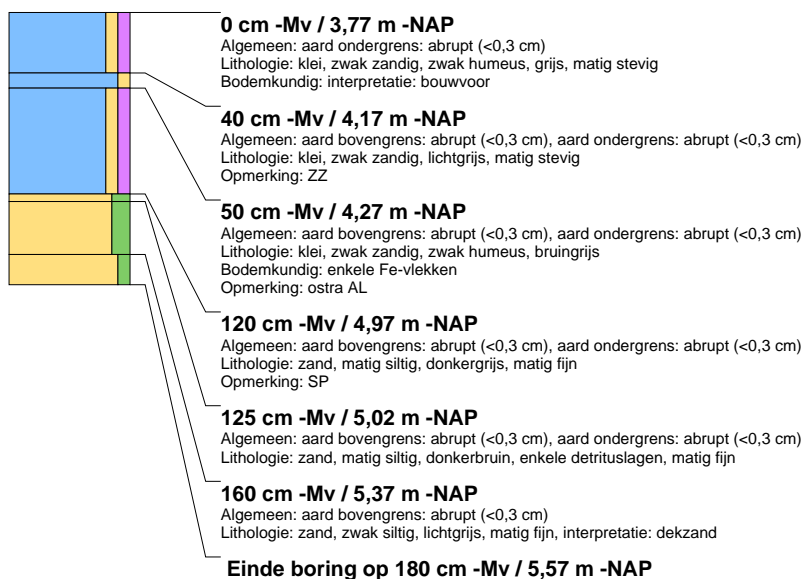 0 cm -Mv / 3,77 m -NAP
Algemeen: aard ondergrens: abrupt (<0,3 cm)
Lithologie: klei, zwak zandig, zwak humeus, grijs, matig stevig
Bodemkundig: interpretatie: bouwvoor
40 cm -Mv / 4,17 m -NAP
Algemeen: aard bovengrens: abrupt (<0,3 cm), aard ondergrens: abrupt (<0,3 cm)
Lithologie: klei, zwak zandig, lichtgrijs, matig stevig
Opmerking: ZZ
50 cm -Mv / 4,27 m -NAP
Algemeen: aard bovengrens: abrupt (<0,3 cm), aard ondergrens: abrupt (<0,3 cm)
Lithologie: klei, zwak zandig, zwak humeus, bruingrijs
Bodemkundig: enkele Fe-vlekken
Opmerking: ostra AL
120 cm -Mv / 4,97 m -NAP
Algemeen: aard bovengrens: abrupt (<0,3 cm), aard ondergrens: abrupt (<0,3 cm)
Lithologie: zand, matig siltig, donkergrijs, matig fijn
Opmerking: SP
125 cm -Mv / 5,02 m -NAP
Algemeen: aard bovengrens: abrupt (<0,3 cm), aard ondergrens: abrupt (<0,3 cm)
Lithologie: zand, matig siltig, donkerbruin, enkele detrituslagen, matig fijn
160 cm -Mv / 5,37 m -NAP
Algemeen: aard bovengrens: abrupt (<0,3 cm)
Lithologie: zand, zwak siltig, lichtgrijs, matig fijn, interpretatie: dekzand
Einde boring op 180 cm -Mv / 5,57 m -NAP